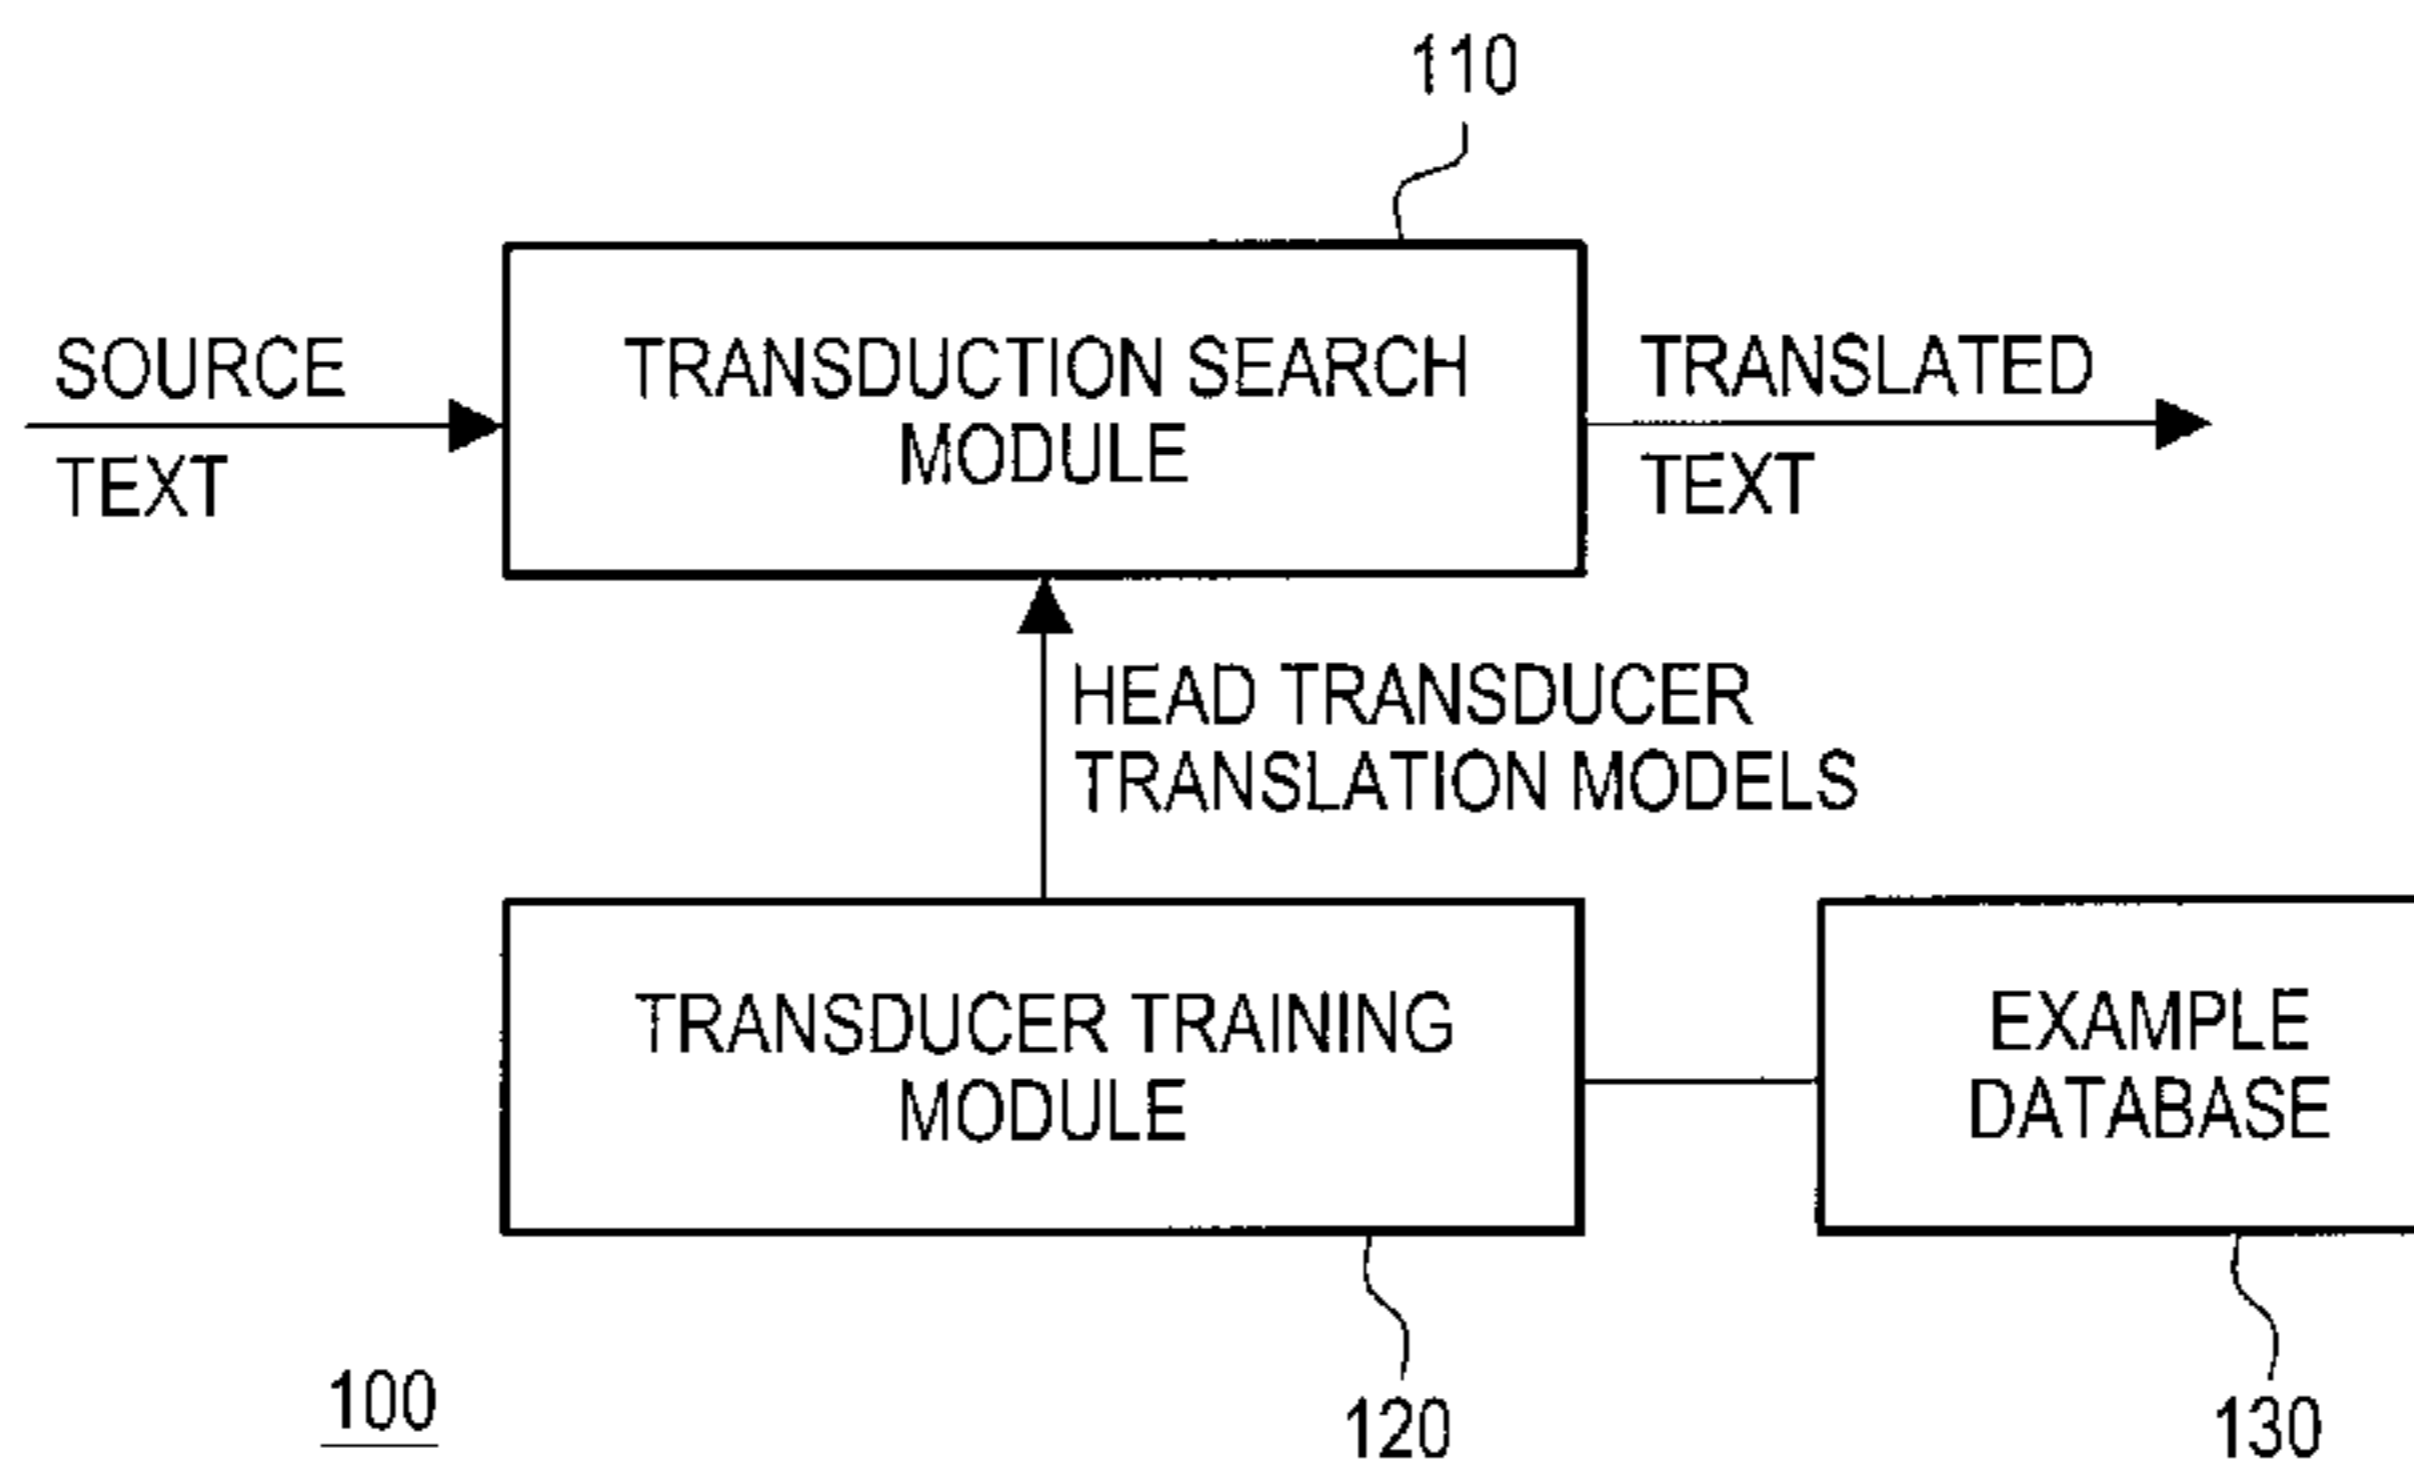 110
SOURCE
TEXT
TRANSDUCTION SEARCH
MODULE
TRANSLATED
TEXT
HEAD TRANSDUCER
TRANSLATION MODELS
TRANSDUCER TRAINING
MODULE
EXAMPLE
DATABASE
100
120
130